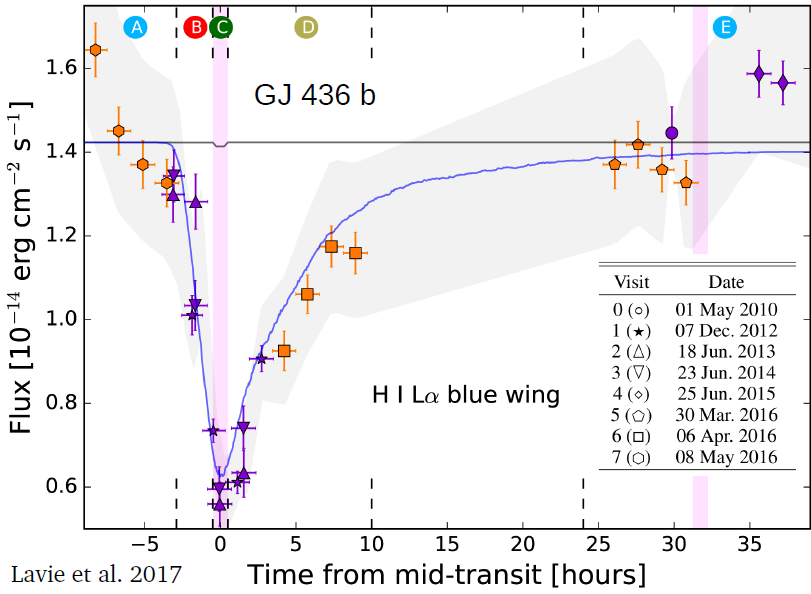 A B C D E
GJ 436 b
1.6
1.4
1.2
1.0
0.8
0.6
Flux [10⁻¹⁴ erg cm⁻² s⁻¹]
H I Lα blue wing
Visit Date
0 (○) 01 May 2010
1 (★) 07 Dec. 2012
2 (△) 18 Jun. 2013
3 (▽) 23 Jun. 2014
4 (⋄) 25 Jun. 2015
5 (⬠) 30 Mar. 2016
6 (□) 06 Apr. 2016
7 (⬡) 08 May 2016
−5 0 5 10 15 20 25 30 35
Time from mid-transit [hours]
Lavie et al. 2017